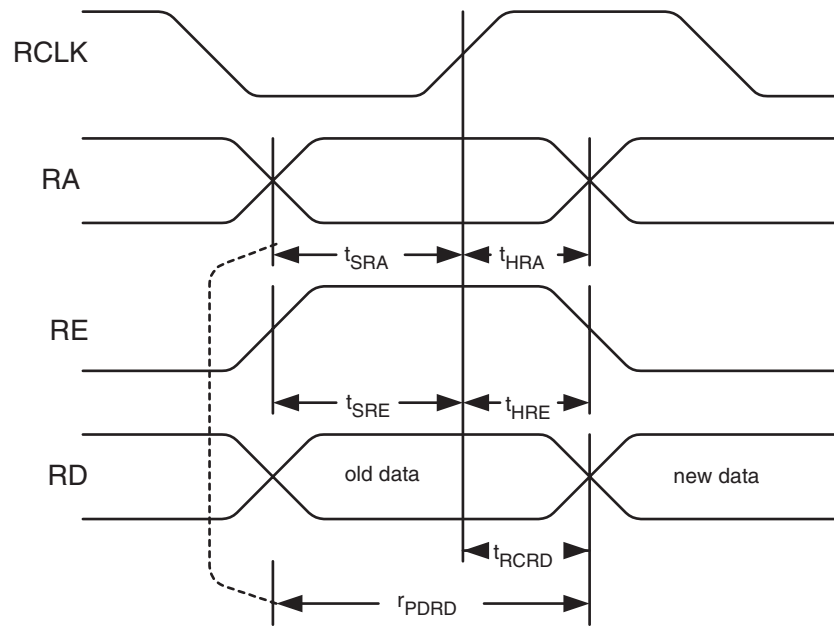 RCLK
RA
tSRA tHRA
RE
tSRE tHRE
RD old data new data
tRCRD
rPDRD